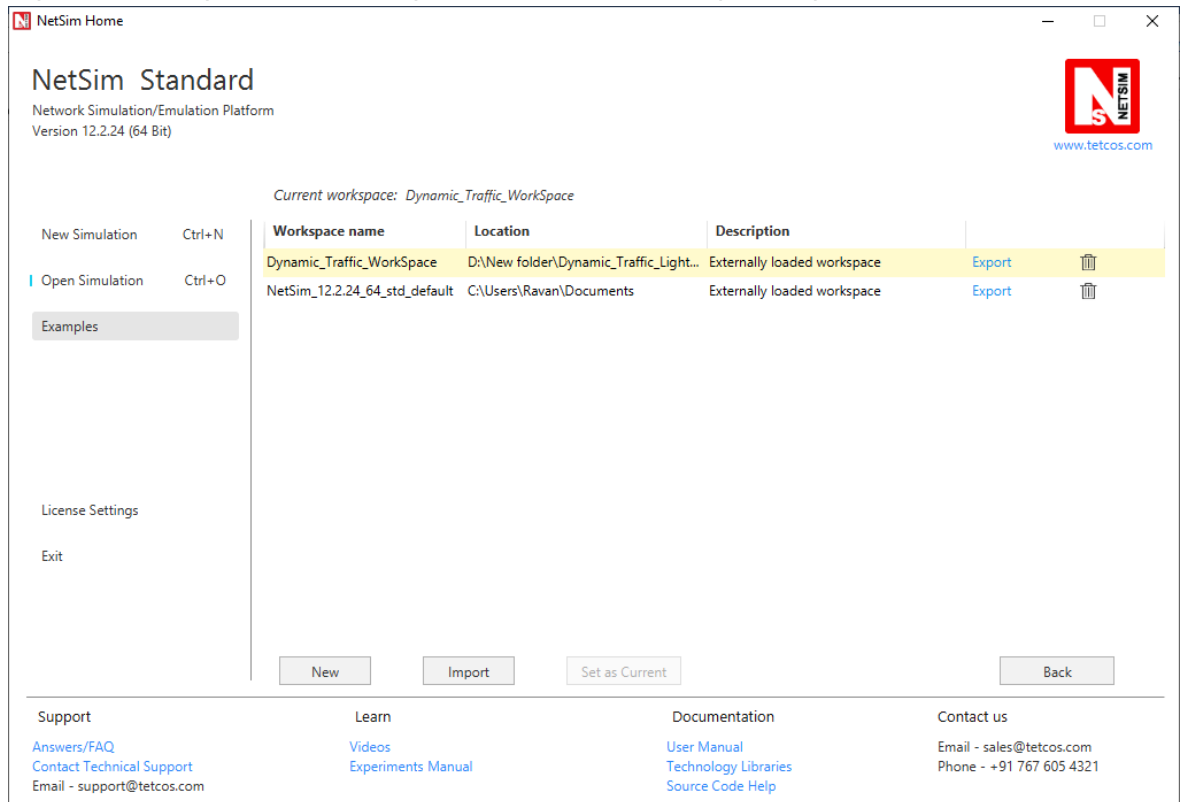 NetSim Home
NetSim Standard
Network Simulation/Emulation Platform
Version 12.2.24 (64 Bit)
NETSIM
www.tetcos.com
Current workspace: Dynamic_Traffic_WorkSpace
New Simulation Ctrl+N
Open Simulation Ctrl+O
Examples
License Settings
Exit
Workspace name Location Description
Dynamic_Traffic_WorkSpace D:\New folder\Dynamic_Traffic_Light... Externally loaded workspace Export
NetSim_12.2.24_64_std_default C:\Users\Ravan\Documents Externally loaded workspace Export
New Import Set as Current Back
Support
Answers/FAQ
Contact Technical Support
Email - support@tetcos.com
Learn
Videos
Experiments Manual
Documentation
User Manual
Technology Libraries
Source Code Help
Contact us
Email - sales@tetcos.com
Phone - +91 767 605 4321